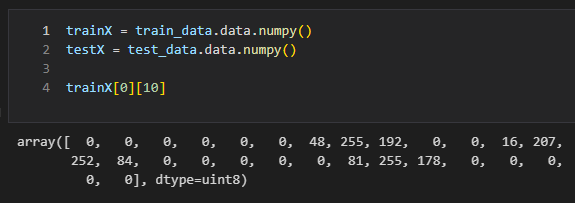 1 trainX = train_data.data.numpy()
2 testX = test_data.data.numpy()
3
4 trainX[0][10]
array([ 0, 0, 0, 0, 0, 0, 48, 255, 192, 0, 0, 16, 207,
252, 84, 0, 0, 0, 0, 0, 81, 255, 178, 0, 0, 0,
0, 0], dtype=uint8)